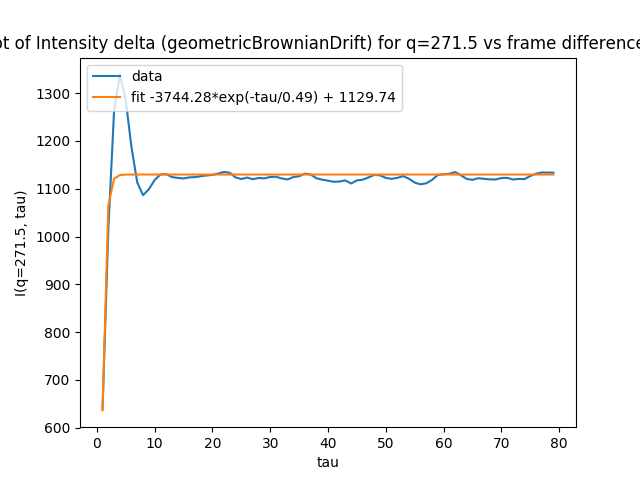 ot of Intensity delta (geometricBrownianDrift) for q=271.5 vs frame difference
data
fit -3744.28*exp(-tau/0.49) + 1129.74
1300
1200
1100
1000
900
800
700
600
I(q=271.5, tau)
0 10 20 30 40 50 60 70 80
tau